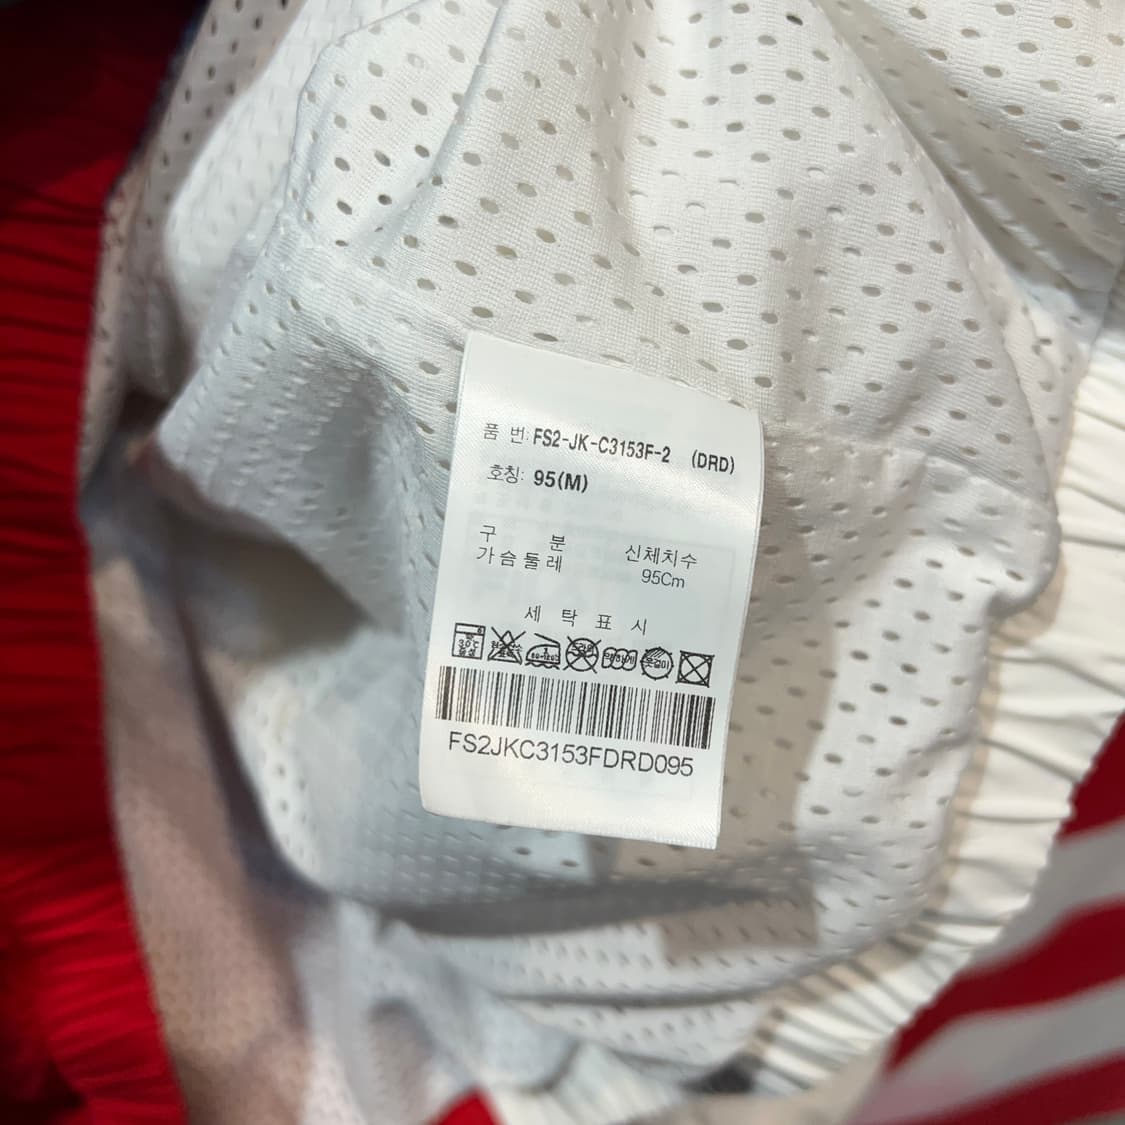 품 번: FS2-JK-C3153F-2 (DRD)
호칭: 95(M)
구 분 신체치수
가슴둘레 95Cm
세 탁 표 시
FS2JKC3153FDRD095